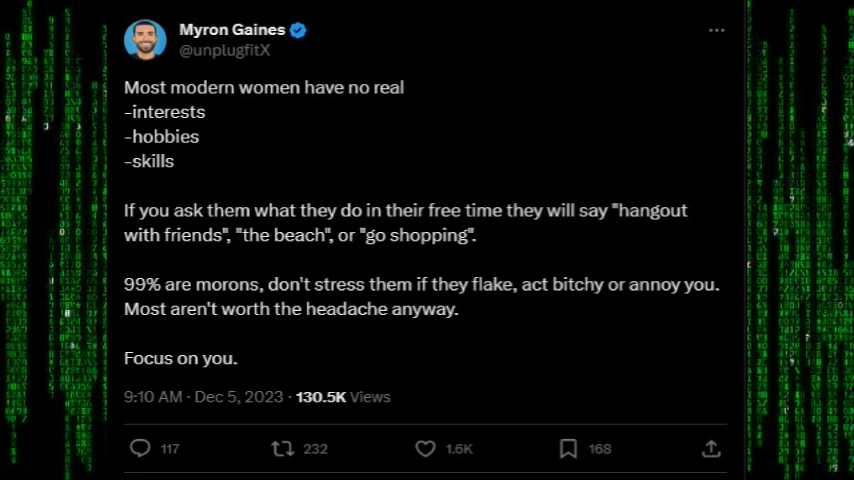 Myron Gaines
@unplugfitX
Most modern women have no real
-interests
-hobbies
-skills
If you ask them what they do in their free time they will say "hangout
with friends", "the beach", or "go shopping".
99% are morons, don't stress them if they flake, act bitchy or annoy you.
Most aren't worth the headache anyway.
Focus on you.
9:10 AM · Dec 5, 2023 · 130.5K Views
117 232 1.6K 168